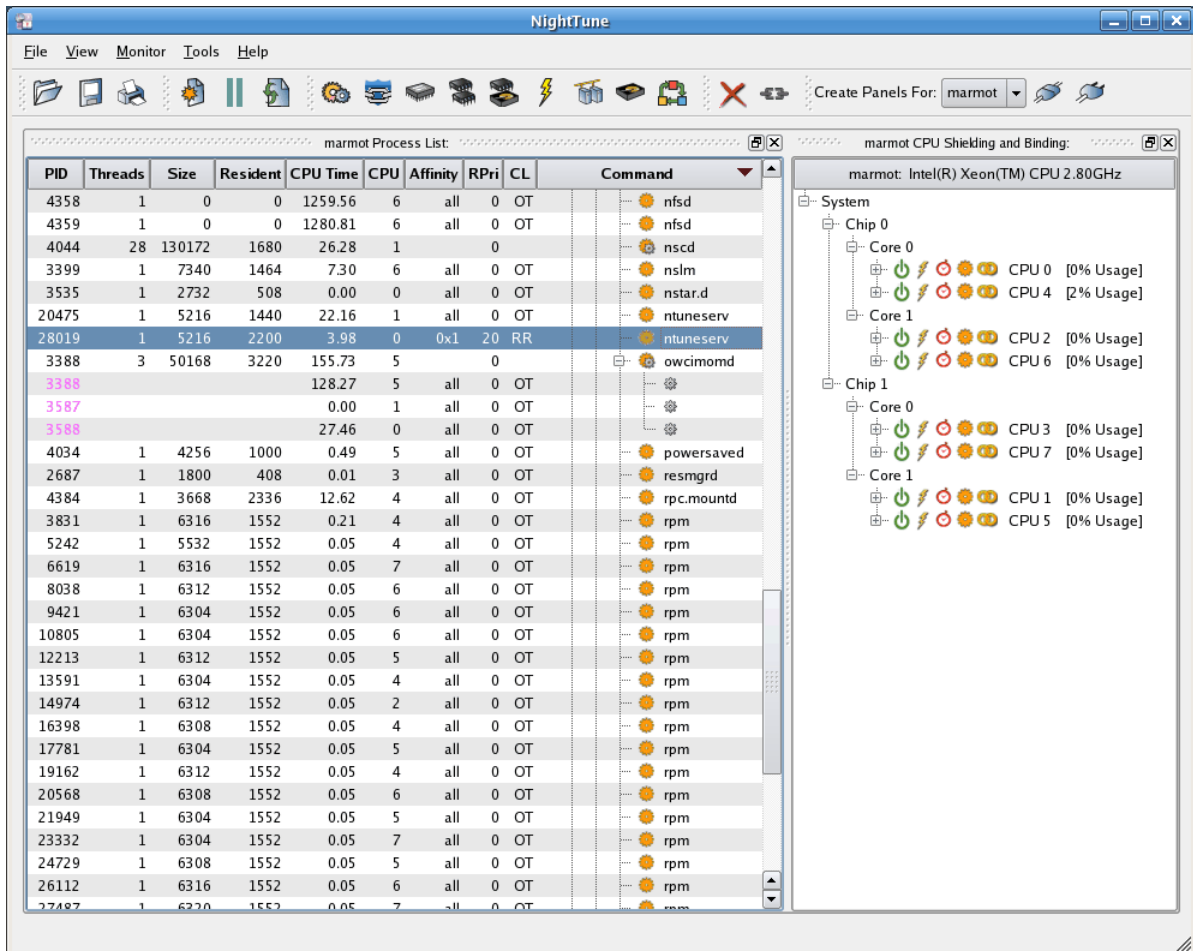 NightTune
File View Monitor Tools Help
Create Panels For: marmot
marmot Process List:
PID Threads Size Resident CPU Time CPU Affinity RPri CL Command
4358 1 0 0 1259.56 6 all 0 OT nfsd
4359 1 0 0 1280.81 6 all 0 OT nfsd
4044 28 130172 1680 26.28 1 0 nscd
3399 1 7340 1464 7.30 6 all 0 OT nslm
3535 1 2732 508 0.00 0 all 0 OT nstar.d
20475 1 5216 1440 22.16 1 all 0 OT ntuneserv
28019 1 5216 2200 3.98 0 0x1 20 RR ntuneserv
3388 3 50168 3220 155.73 5 0 owcimomd
3388 128.27 5 all 0 OT
3587 0.00 1 all 0 OT
3588 27.46 0 all 0 OT
4034 1 4256 1000 0.49 5 all 0 OT powersaved
2687 1 1800 408 0.01 3 all 0 OT resmgrd
4384 1 3668 2336 12.62 4 all 0 OT rpc.mountd
3831 1 6316 1552 0.21 4 all 0 OT rpm
5242 1 5532 1552 0.05 4 all 0 OT rpm
6619 1 6316 1552 0.05 7 all 0 OT rpm
8038 1 6312 1552 0.05 6 all 0 OT rpm
9421 1 6304 1552 0.05 6 all 0 OT rpm
10805 1 6304 1552 0.05 6 all 0 OT rpm
12213 1 6312 1552 0.05 5 all 0 OT rpm
13591 1 6304 1552 0.05 4 all 0 OT rpm
14974 1 6312 1552 0.05 2 all 0 OT rpm
16398 1 6308 1552 0.05 4 all 0 OT rpm
17781 1 6304 1552 0.05 5 all 0 OT rpm
19162 1 6312 1552 0.05 4 all 0 OT rpm
20568 1 6308 1552 0.05 6 all 0 OT rpm
21949 1 6304 1552 0.05 5 all 0 OT rpm
23332 1 6304 1552 0.05 7 all 0 OT rpm
24729 1 6308 1552 0.05 5 all 0 OT rpm
26112 1 6316 1552 0.05 6 all 0 OT rpm
27487 1 6320 1552 0.05 7 all 0 OT rpm
marmot CPU Shielding and Binding:
marmot: Intel(R) Xeon(TM) CPU 2.80GHz
System
Chip 0
Core 0
CPU 0 [0% Usage]
CPU 4 [2% Usage]
Core 1
CPU 2 [0% Usage]
CPU 6 [0% Usage]
Chip 1
Core 0
CPU 3 [0% Usage]
CPU 7 [0% Usage]
Core 1
CPU 1 [0% Usage]
CPU 5 [0% Usage]